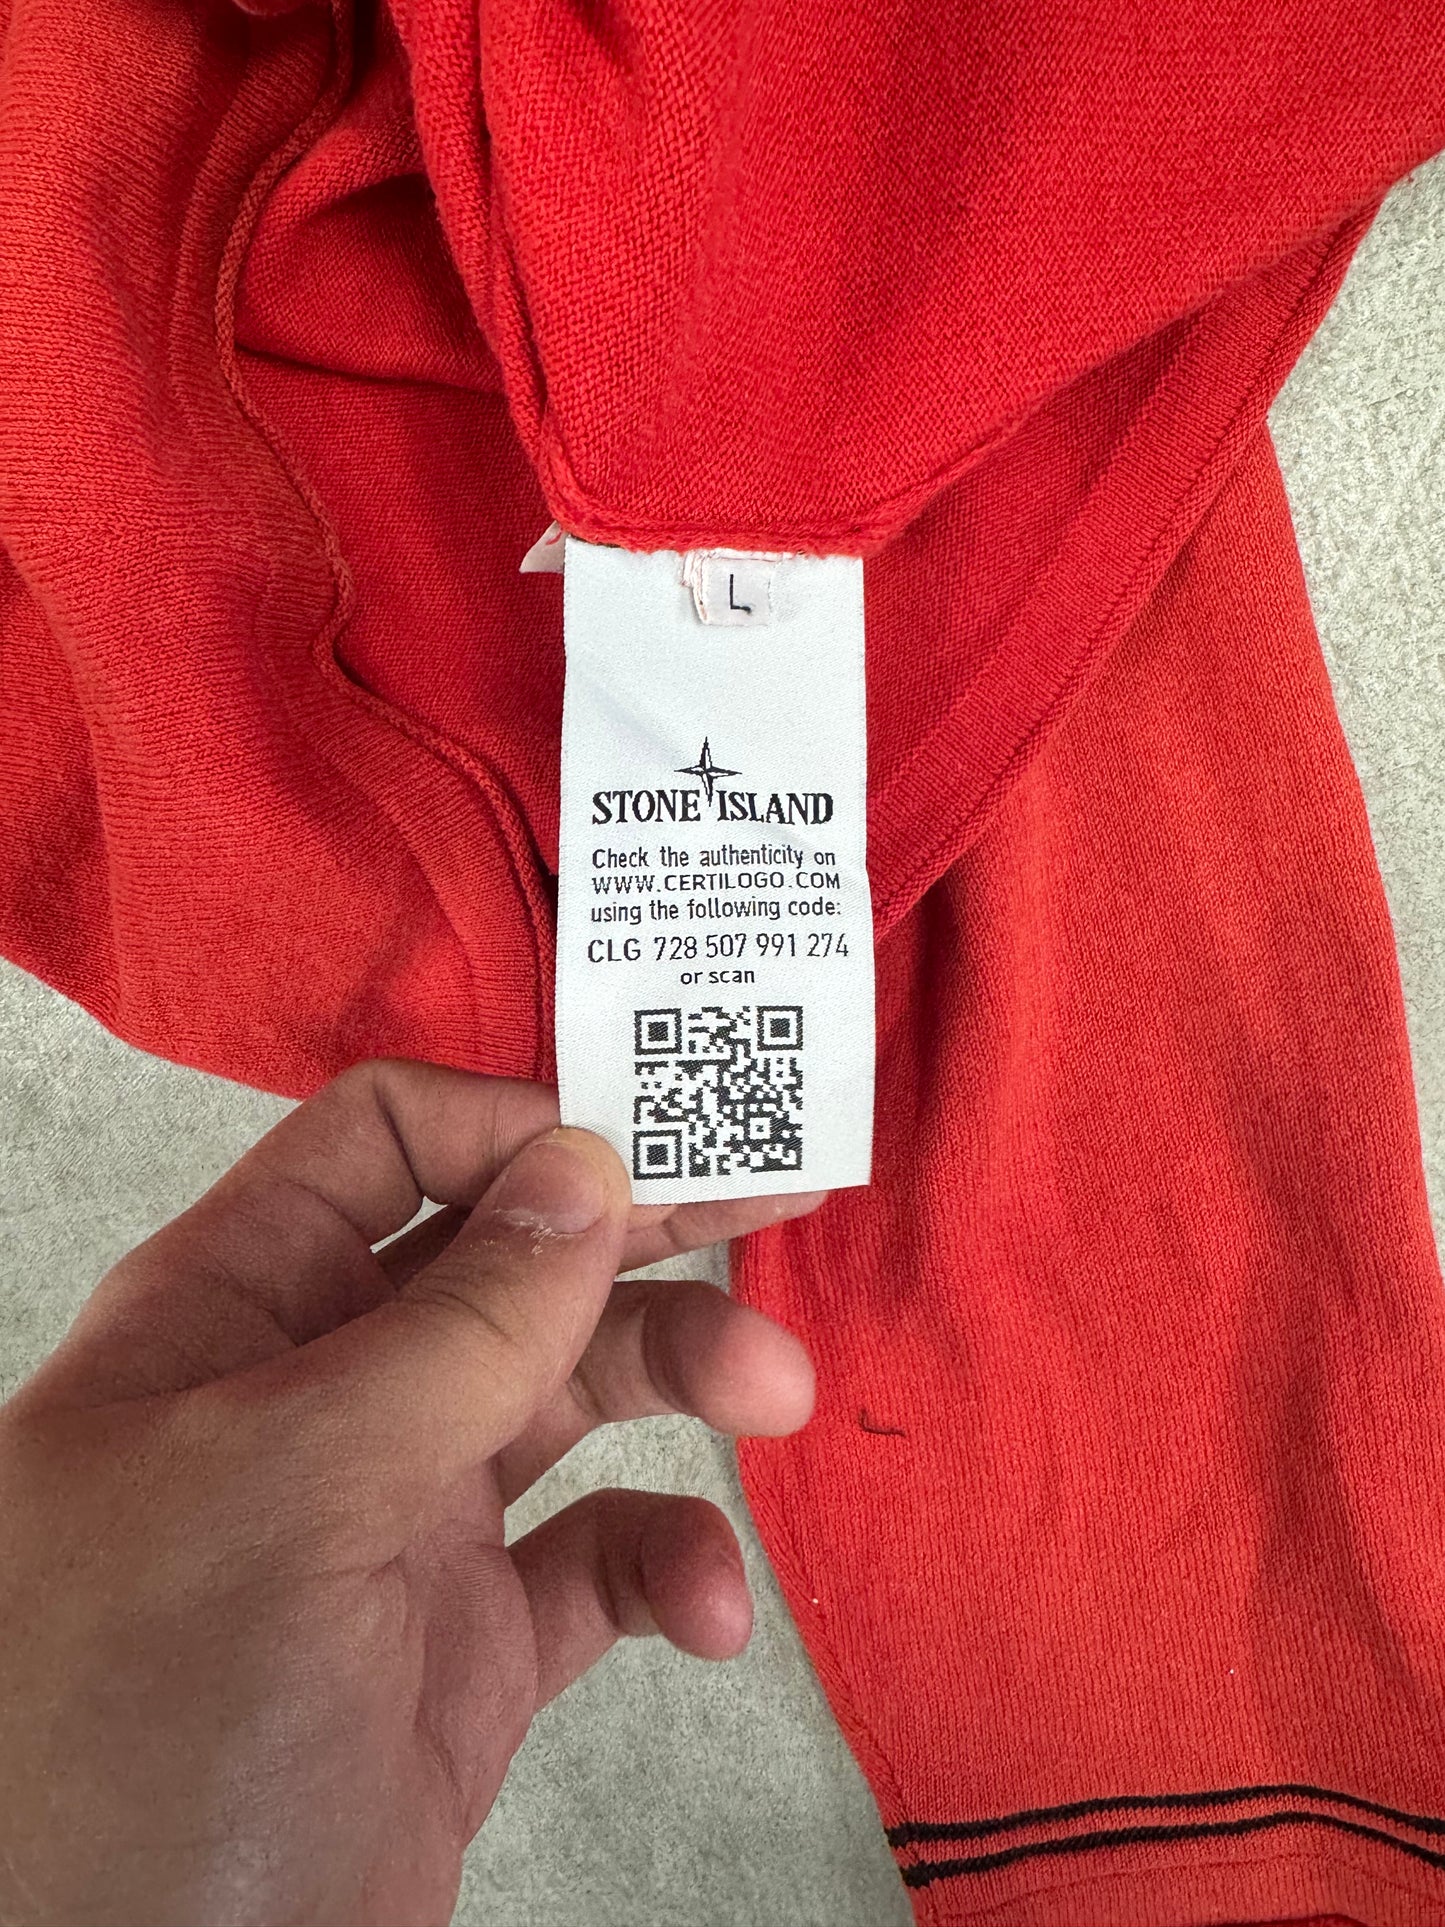 L
STONE ISLAND
Check the authenticity on
WWW.CERTILOGO.COM
using the following code:
CLG 728 507 991 274
or scan